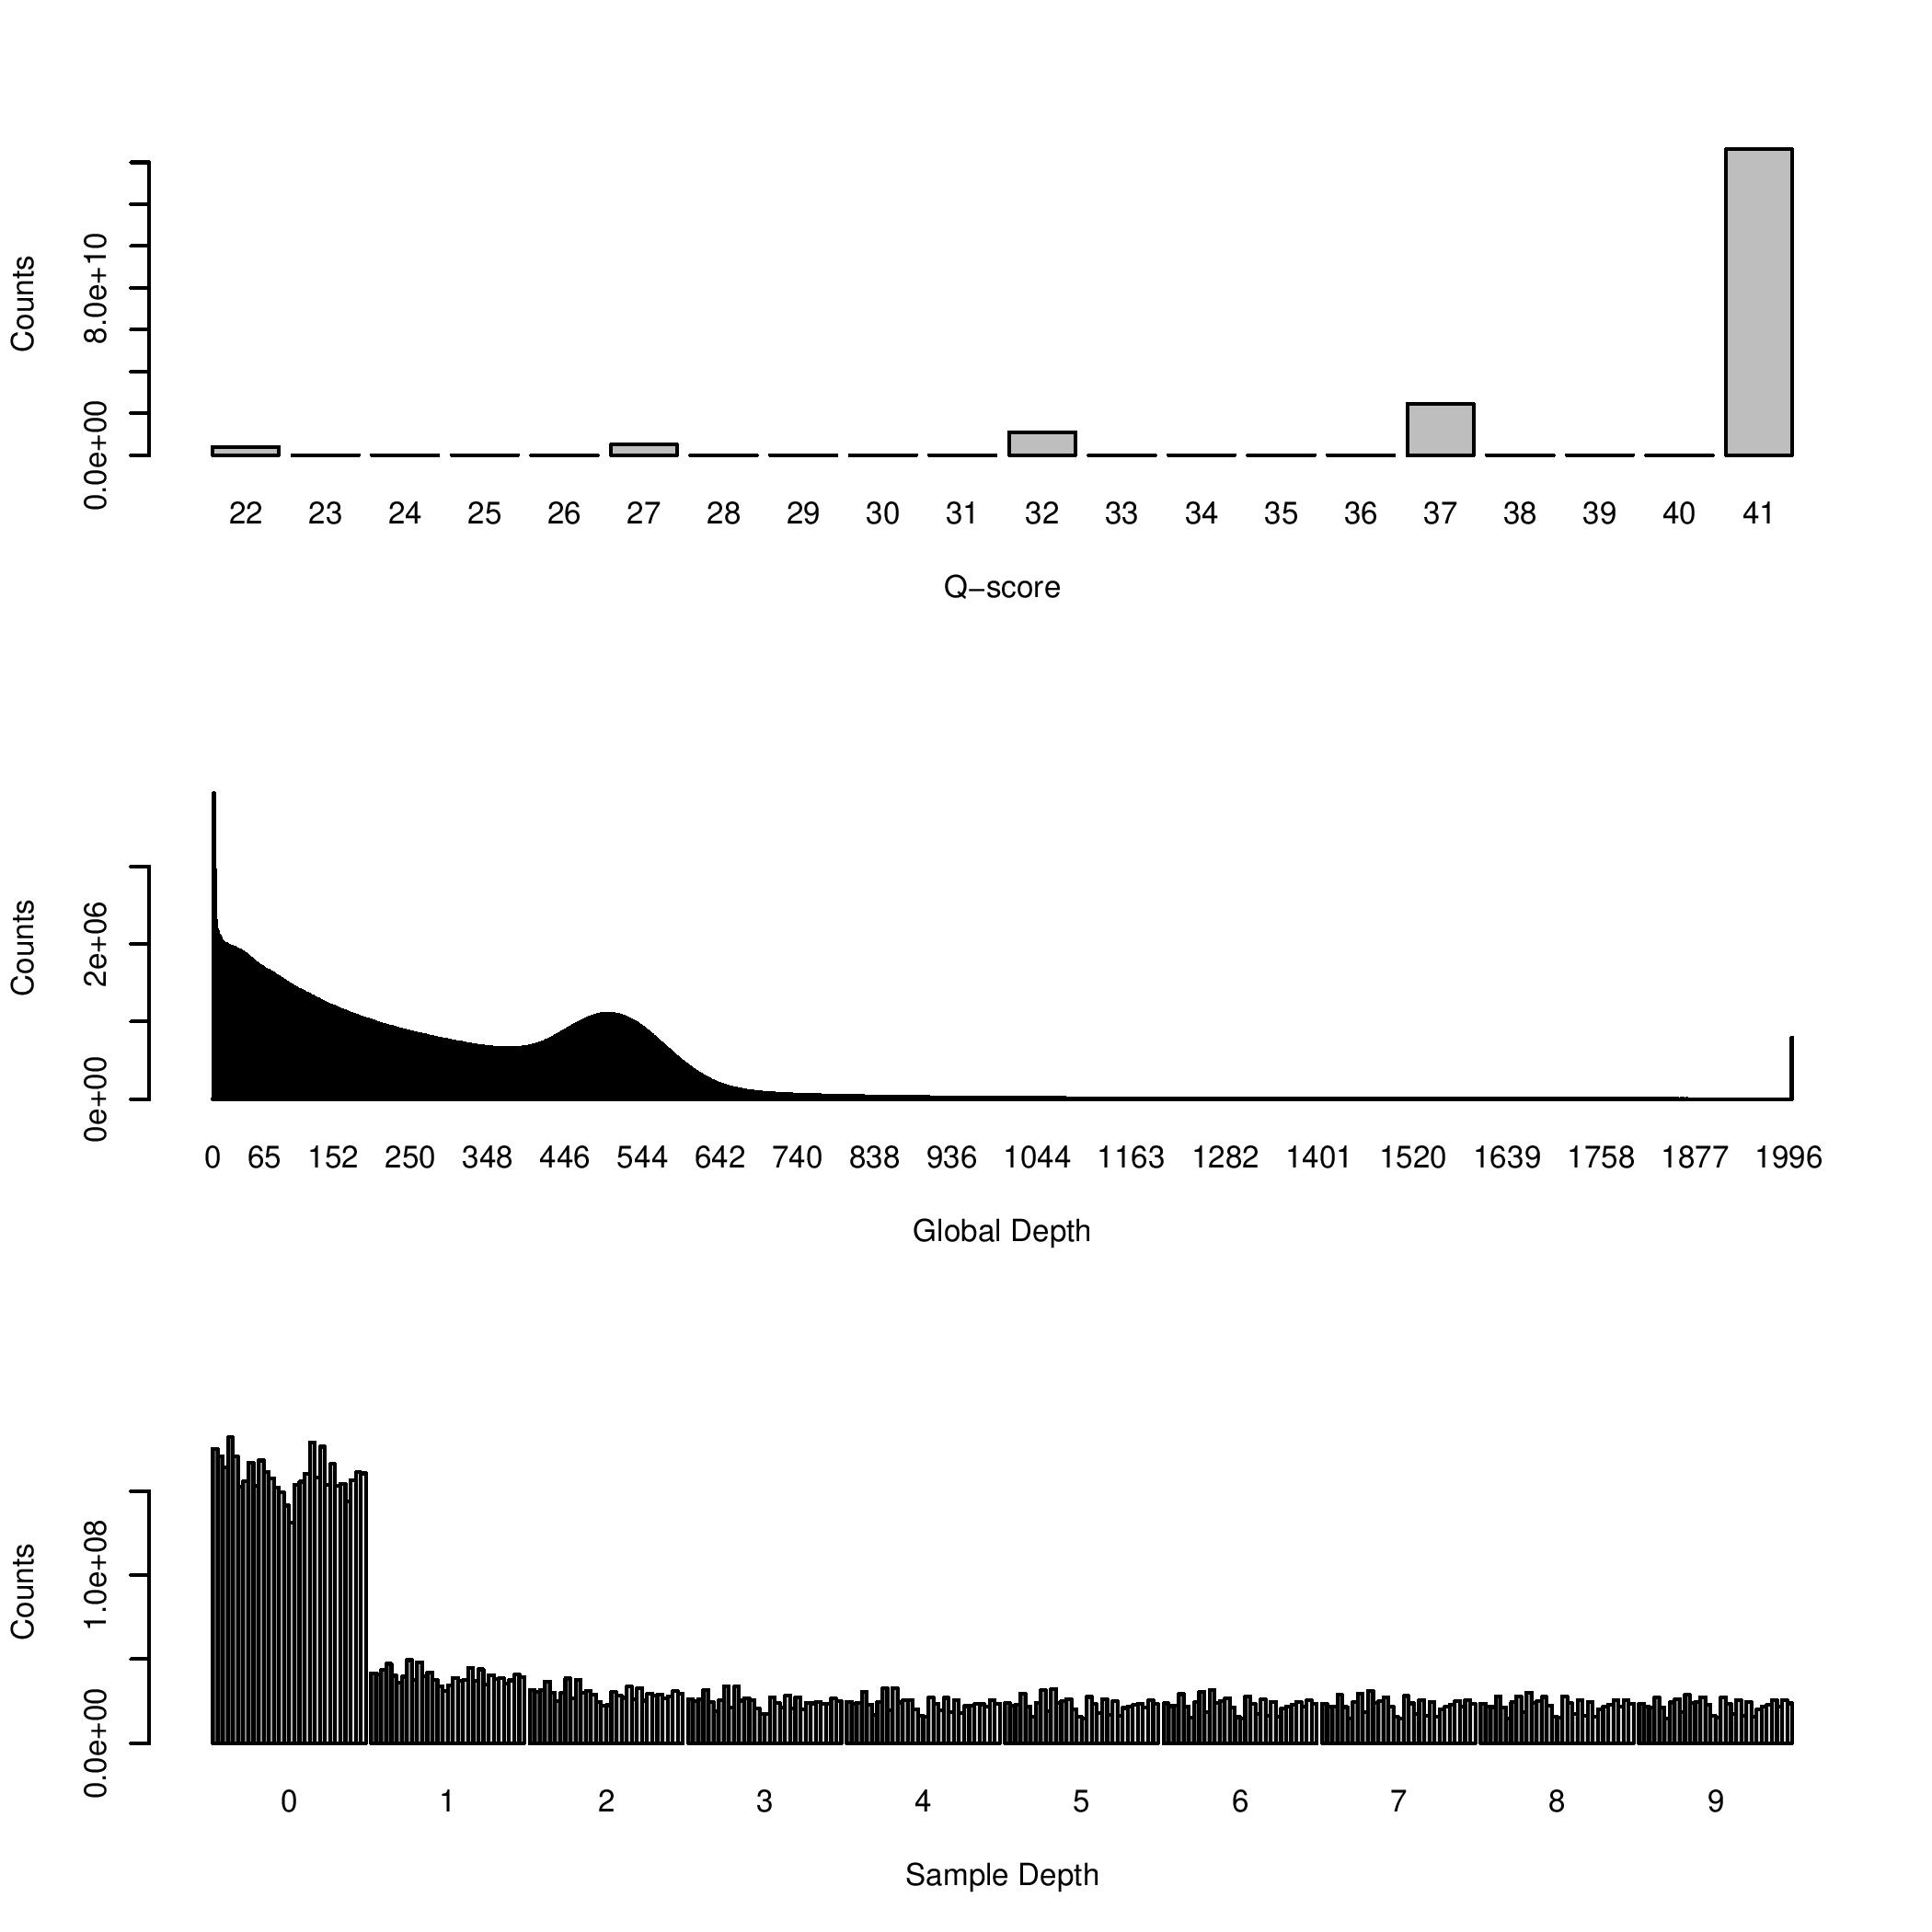 Counts
0.0e+00 8.0e+10
22 23 24 25 26 27 28 29 30 31 32 33 34 35 36 37 38 39 40 41
Q−score
Counts
0e+00 2e+06
0 65 152 250 348 446 544 642 740 838 936 1044 1163 1282 1401 1520 1639 1758 1877 1996
Global Depth
Counts
0.0e+00 1.0e+08
0 1 2 3 4 5 6 7 8 9
Sample Depth